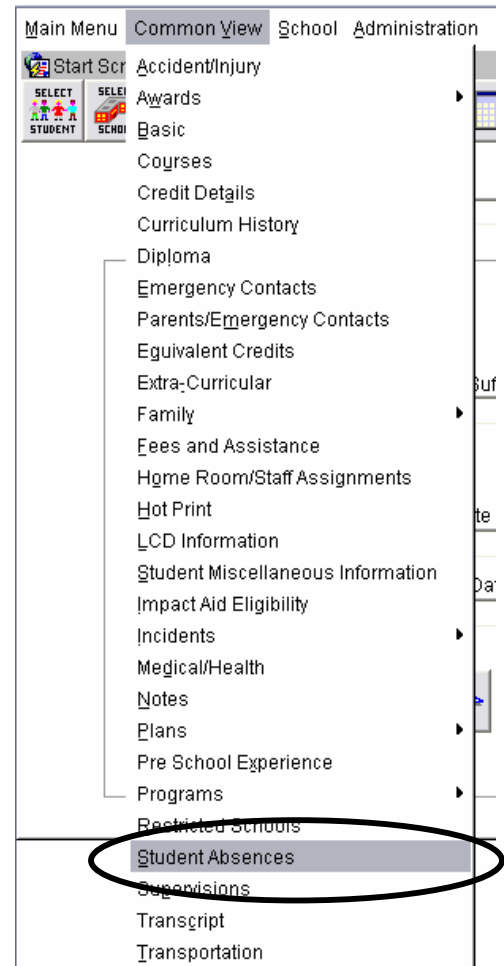 Main Menu Common View School Administration
Start Scr
SELECT STUDENT
Accident/Injury
Awards
Basic
Courses
Credit Details
Curriculum History
Diploma
Emergency Contacts
Parents/Emergency Contacts
Equivalent Credits
Extra-Curricular
Family
Fees and Assistance
Home Room/Staff Assignments
Hot Print
LCD Information
Student Miscellaneous Information
Impact Aid Eligibility
Incidents
Medical/Health
Notes
Plans
Pre School Experience
Programs
Restricted Schools
Student Absences
Supervisions
Transcript
Transportation